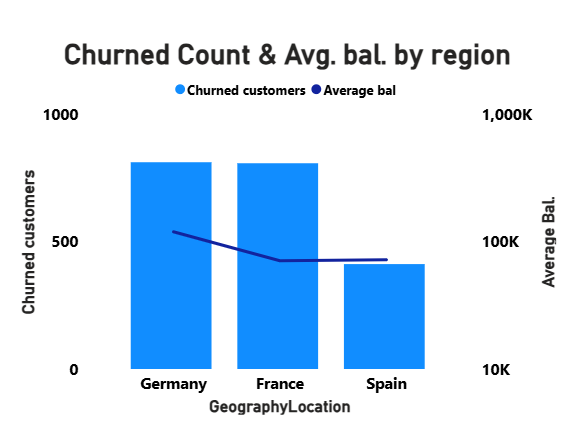 Churned Count & Avg. bal. by region
Churned customers Average bal
1000 1,000K
Churned customers
500 100K
Average Bal.
0 10K
Germany France Spain
GeographyLocation